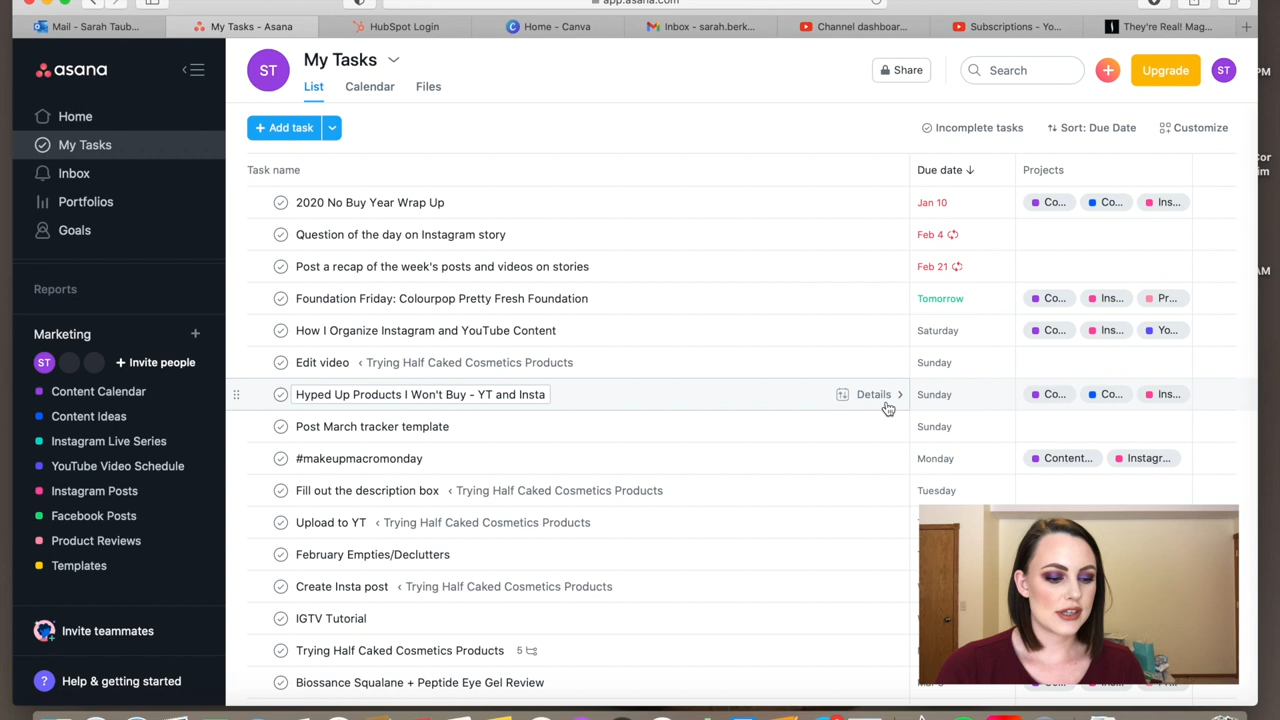 app.asana.com
Mail - Sarah Taub...
My Tasks - Asana
HubSpot Login
Home - Canva
Inbox - sarah.berk...
Channel dashboar...
Subscriptions - Yo...
They're Real! Mag...
asana
Home
My Tasks
Inbox
Portfolios
Goals
Reports
Marketing
ST
Invite people
Content Calendar
Content Ideas
Instagram Live Series
YouTube Video Schedule
Instagram Posts
Facebook Posts
Product Reviews
Templates
Invite teammates
? Help & getting started
ST
My Tasks
List Calendar Files
Share
Search
+
Upgrade
ST
+ Add task
Incomplete tasks
Sort: Due Date
Customize
Task name Due date Projects
2020 No Buy Year Wrap Up Jan 10 Co... Co... Ins...
Question of the day on Instagram story Feb 4
Post a recap of the week's posts and videos on stories Feb 21
Foundation Friday: Colourpop Pretty Fresh Foundation Tomorrow Co... Ins... Pr...
How I Organize Instagram and YouTube Content Saturday Co... Ins... Yo...
Edit video ‹ Trying Half Caked Cosmetics Products Sunday
Hyped Up Products I Won't Buy - YT and Insta Details › Sunday Co... Co... Ins...
Post March tracker template Sunday
#makeupmacromonday Monday Content... Instagr...
Fill out the description box ‹ Trying Half Caked Cosmetics Products Tuesday
Upload to YT ‹ Trying Half Caked Cosmetics Products
February Empties/Declutters
Create Insta post ‹ Trying Half Caked Cosmetics Products
IGTV Tutorial
Trying Half Caked Cosmetics Products 5
Biossance Squalane + Peptide Eye Gel Review
PM
Cor
im
AM